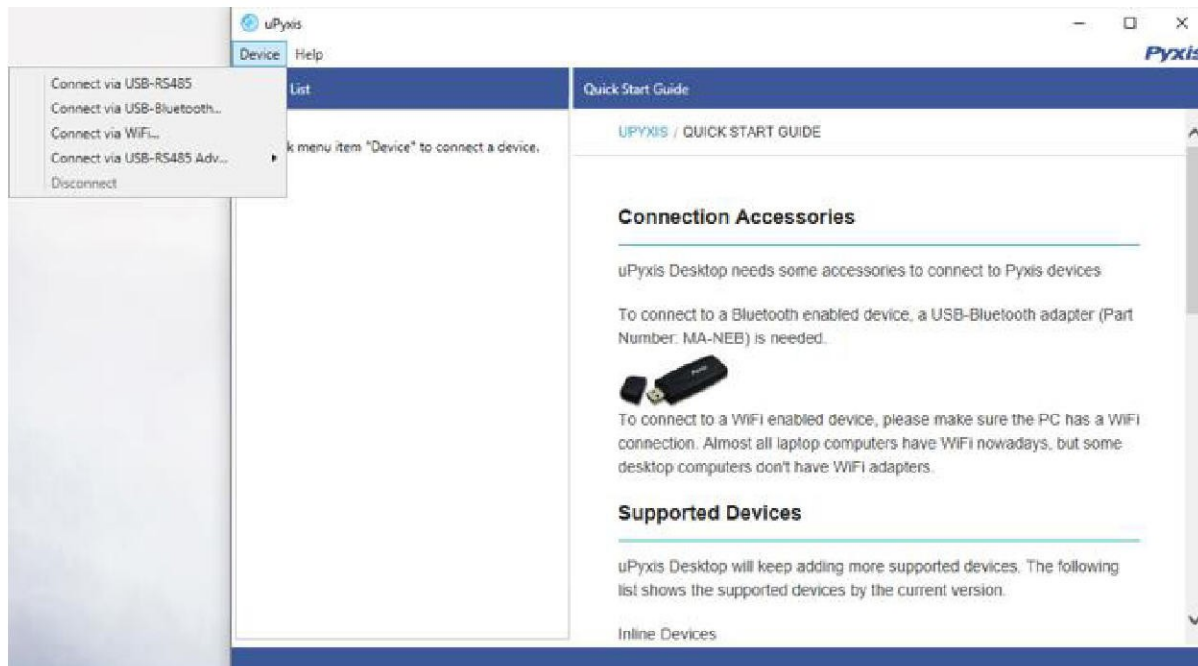 uPyxis
Device Help
Pyxis
Connect via USB-RS485
Connect via USB-Bluetooth...
Connect via WiFi...
Connect via USB-RS485 Adv...
Disconnect
List
k menu item "Device" to connect a device.
Quick Start Guide
UPYXIS / QUICK START GUIDE
Connection Accessories
uPyxis Desktop needs some accessories to connect to Pyxis devices
To connect to a Bluetooth enabled device, a USB-Bluetooth adapter (Part
Number: MA-NEB) is needed.
Pyxis
To connect to a WiFi enabled device, please make sure the PC has a WiFi
connection. Almost all laptop computers have WiFi nowadays, but some
desktop computers don't have WiFi adapters.
Supported Devices
uPyxis Desktop will keep adding more supported devices. The following
list shows the supported devices by the current version.
Inline Devices